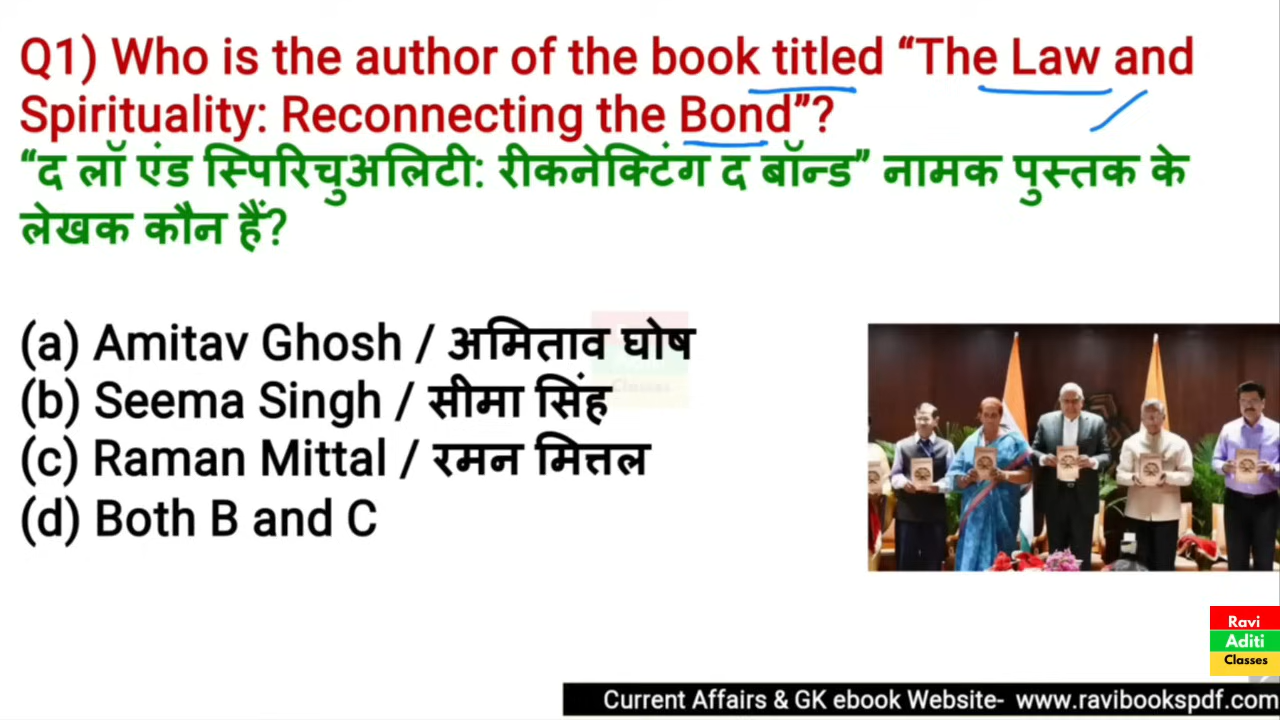 Q1) Who is the author of the book titled “The Law and
Spirituality: Reconnecting the Bond”?
“द लॉ एंड स्पिरिचुअलिटी: रीकनेक्टिंग द बॉन्ड” नामक पुस्तक के
लेखक कौन हैं?
(a) Amitav Ghosh / अमिताव घोष
(b) Seema Singh / सीमा सिंह
(c) Raman Mittal / रमन मित्तल
(d) Both B and C
Classes
Ravi
Aditi
Classes
Current Affairs & GK ebook Website- www.ravibookspdf.com